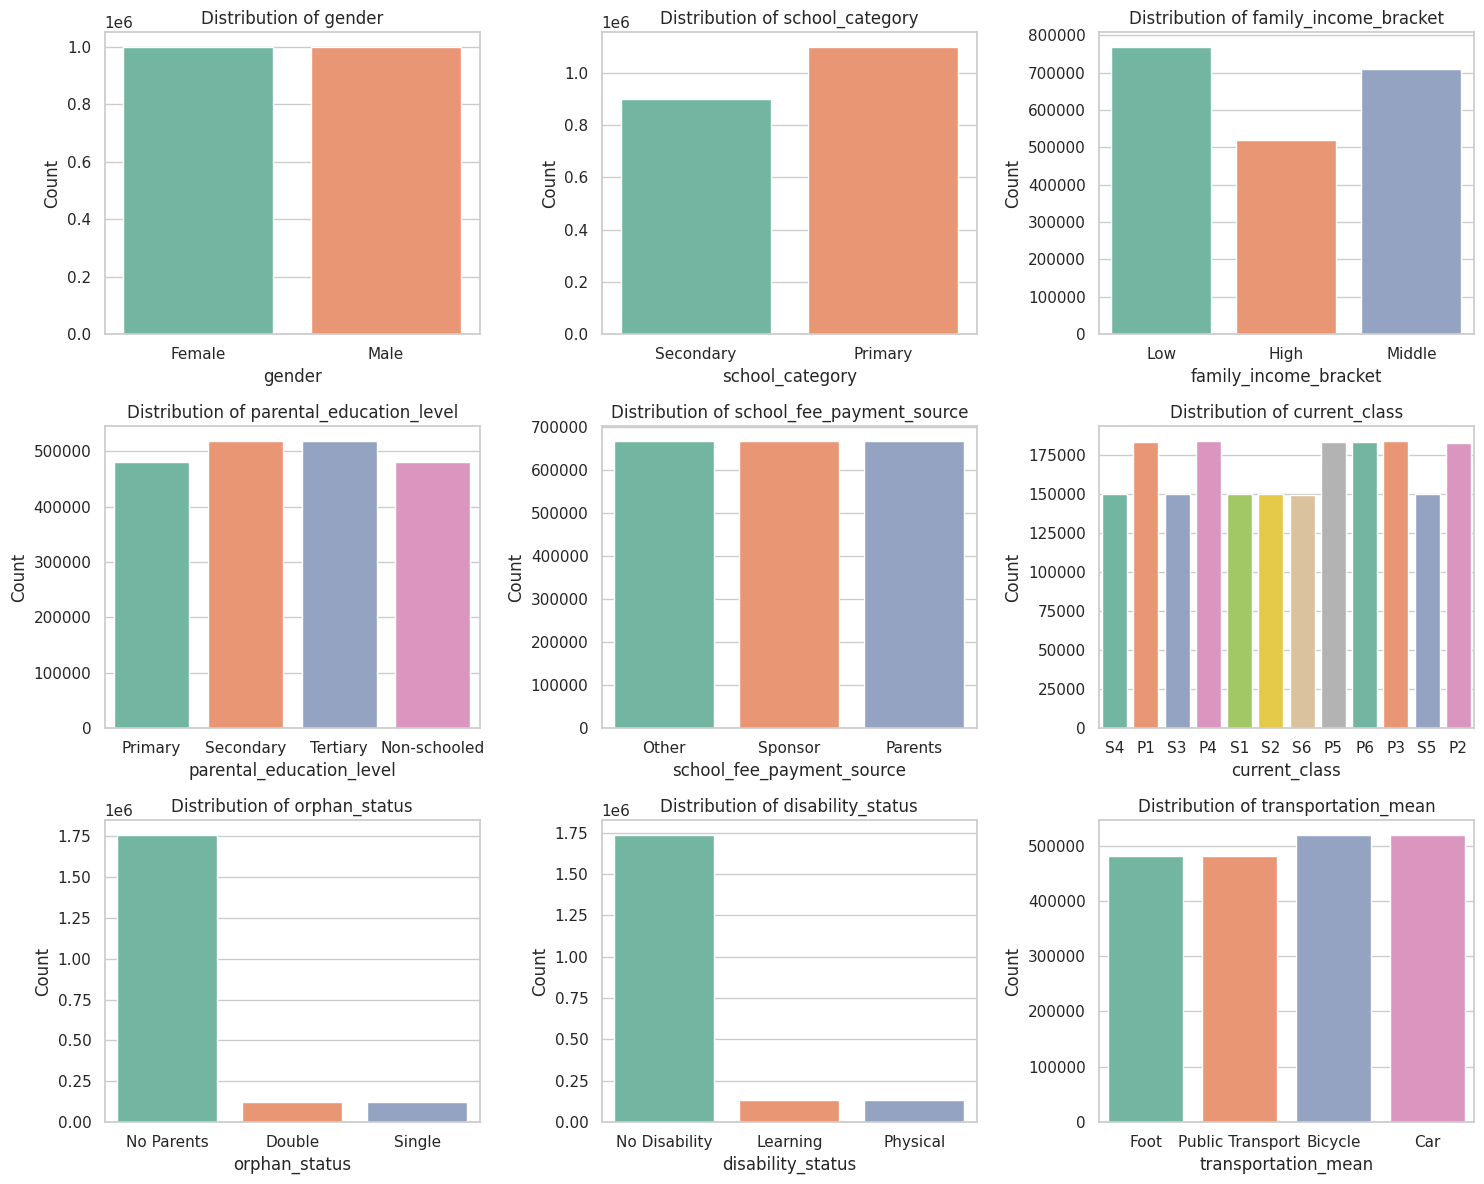 Distribution of gender
1e6
1.0
0.8
0.6
0.4
0.2
0.0
Count
Female Male
gender
Distribution of school_category
1e6
1.0
0.8
0.6
0.4
0.2
0.0
Count
Secondary Primary
school_category
Distribution of family_income_bracket
800000
700000
600000
500000
400000
300000
200000
100000
0
Count
Low High Middle
family_income_bracket
Distribution of parental_education_level
500000
400000
300000
200000
100000
0
Count
Primary Secondary Tertiary Non-schooled
parental_education_level
Distribution of school_fee_payment_source
700000
600000
500000
400000
300000
200000
100000
0
Count
Other Sponsor Parents
school_fee_payment_source
Distribution of current_class
175000
150000
125000
100000
75000
50000
25000
0
Count
S4 P1 S3 P4 S1 S2 S6 P5 P6 P3 S5 P2
current_class
Distribution of orphan_status
1e6
1.75
1.50
1.25
1.00
0.75
0.50
0.25
0.00
Count
No Parents Double Single
orphan_status
Distribution of disability_status
1e6
1.75
1.50
1.25
1.00
0.75
0.50
0.25
0.00
Count
No Disability Learning Physical
disability_status
Distribution of transportation_mean
500000
400000
300000
200000
100000
0
Count
Foot Public Transport Bicycle Car
transportation_mean